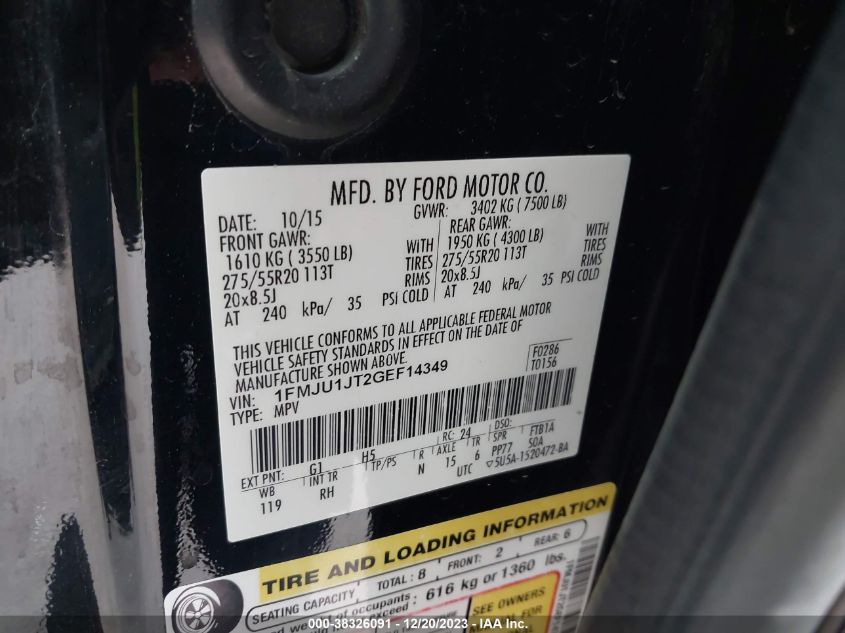 MFD. BY FORD MOTOR CO.
DATE: 10/15 GVWR: 3402 KG ( 7500 LB)
FRONT GAWR: REAR GAWR:
1610 KG ( 3550 LB) WITH 1950 KG ( 4300 LB) WITH
275/55R20 113T TIRES 275/55R20 113T TIRES
20x8.5J RIMS 20x8.5J RIMS
AT 240 kPa/ 35 PSI COLD AT 240 kPa/ 35 PSI COLD
THIS VEHICLE CONFORMS TO ALL APPLICABLE FEDERAL MOTOR
VEHICLE SAFETY STANDARDS IN EFFECT ON THE DATE OF
MANUFACTURE SHOWN ABOVE.
F0286
T0156
VIN: 1FMJU1JT2GEF14349
TYPE: MPV
EXT PNT: G1 H5 RC: 24 DSO:
WB INT TR TP/PS R AXLE TR SPR FTB1A
119 RH N 15 6 PP77 50A
UTC ▽5U5A-1520472-BA
TIRE AND LOADING INFORMATION
SEATING CAPACITY TOTAL: 8 FRONT: 2 REAR: 6
weight of occupants
exceed: 616 kg or 1360 lbs.
SEE OWNERS
MANUAL FOR
000-38326091 - 12/20/2023 - IAA, Inc.